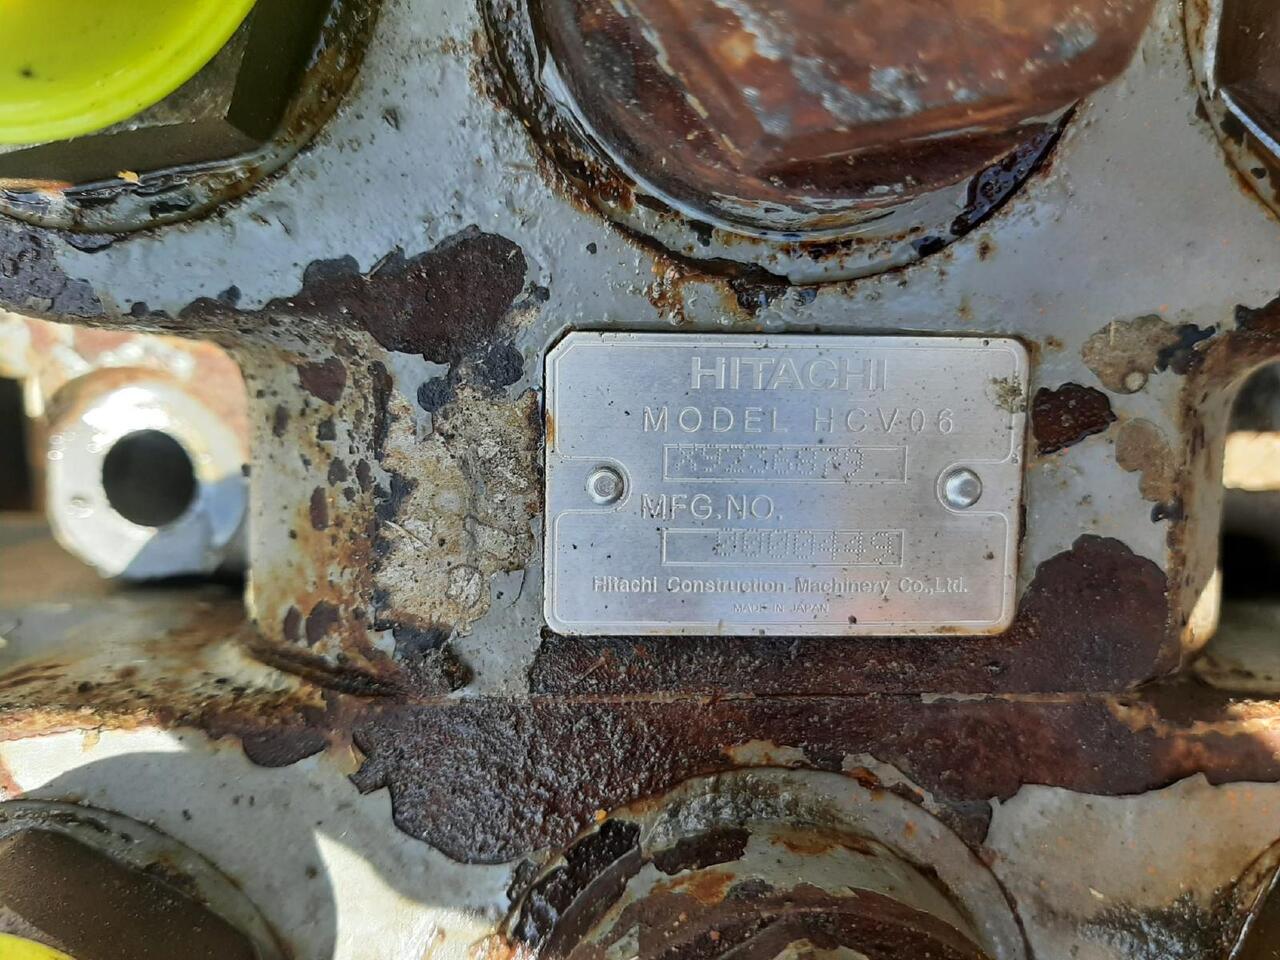 HITACHI
MODEL HCV06
MFG.NO.
Hitachi Construction Machinery Co.,Ltd.
MADE IN JAPAN